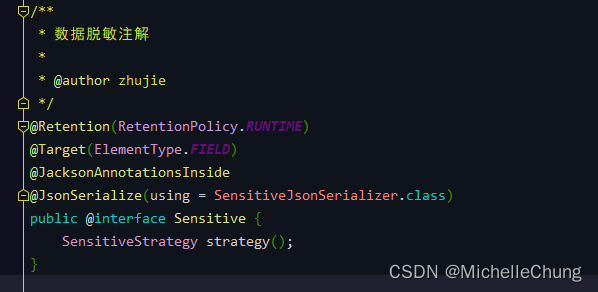 /**
 * 数据脱敏注解
 *
 * @author zhujie
 */
@Retention(RetentionPolicy.RUNTIME)
@Target(ElementType.FIELD)
@JacksonAnnotationsInside
@JsonSerialize(using = SensitiveJsonSerializer.class)
public @interface Sensitive {
    SensitiveStrategy strategy();
}
CSDN @MichelleChung